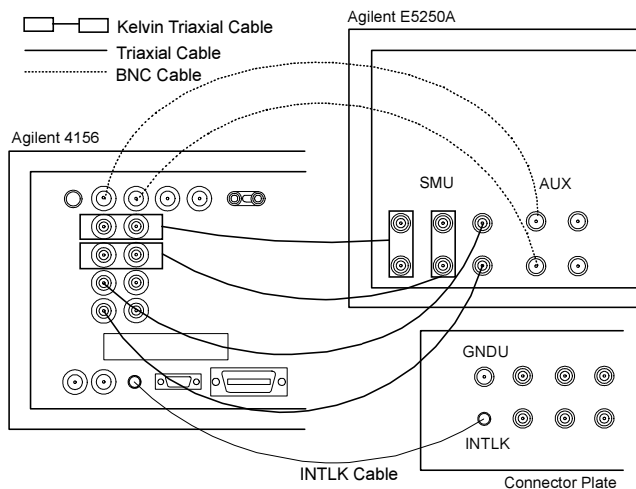 Kelvin Triaxial Cable
Triaxial Cable
BNC Cable
Agilent E5250A
Agilent 4156
SMU
AUX
GNDU
INTLK
INTLK Cable
Connector Plate